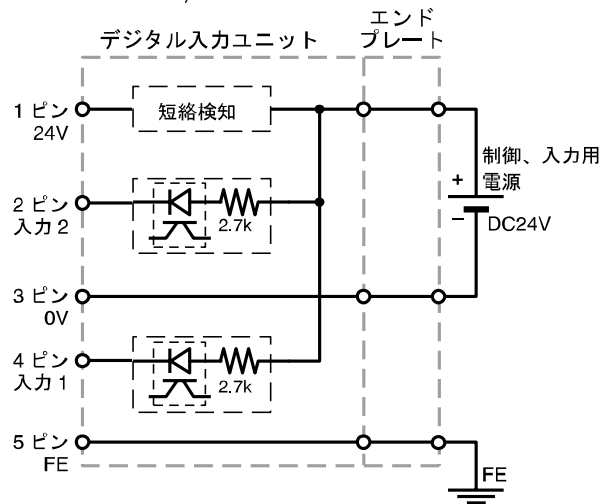 エンド
プレート
デジタル入力ユニット
1 ピン
24V
短絡検知
制御、入力用
電源
+
−
DC24V
2 ピン
入力 2
2.7k
3 ピン
0V
4 ピン
入力 1
2.7k
5 ピン
FE
FE